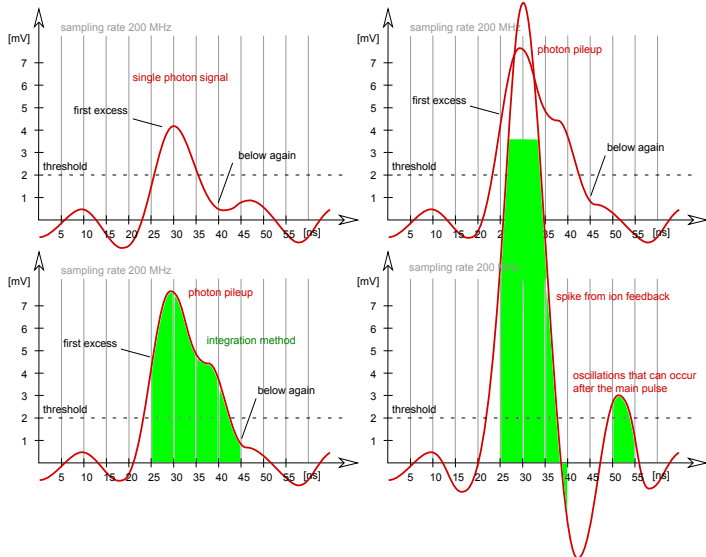 sampling rate 200 MHz
[mV]
single photon signal
first excess
below again
threshold
7
6
5
4
3
2
1
5 10 15 20 25 30 35 40 45 50 55 [ns]
sampling rate 200 MHz
[mV]
photon pileup
first excess
below again
threshold
7
6
5
4
3
2
1
5 10 15 20 25 30 35 40 45 50 55 [ns]
sampling rate 200 MHz
[mV]
photon pileup
integration method
first excess
below again
threshold
7
6
5
4
3
2
1
5 10 15 20 25 30 35 40 45 50 55 [ns]
sampling rate 200 MHz
[mV]
spike from ion feedback
oscillations that can occur
after the main pulse
threshold
7
6
5
4
3
2
1
5 10 15 20 25 30 35 40 45 50 55 [ns]